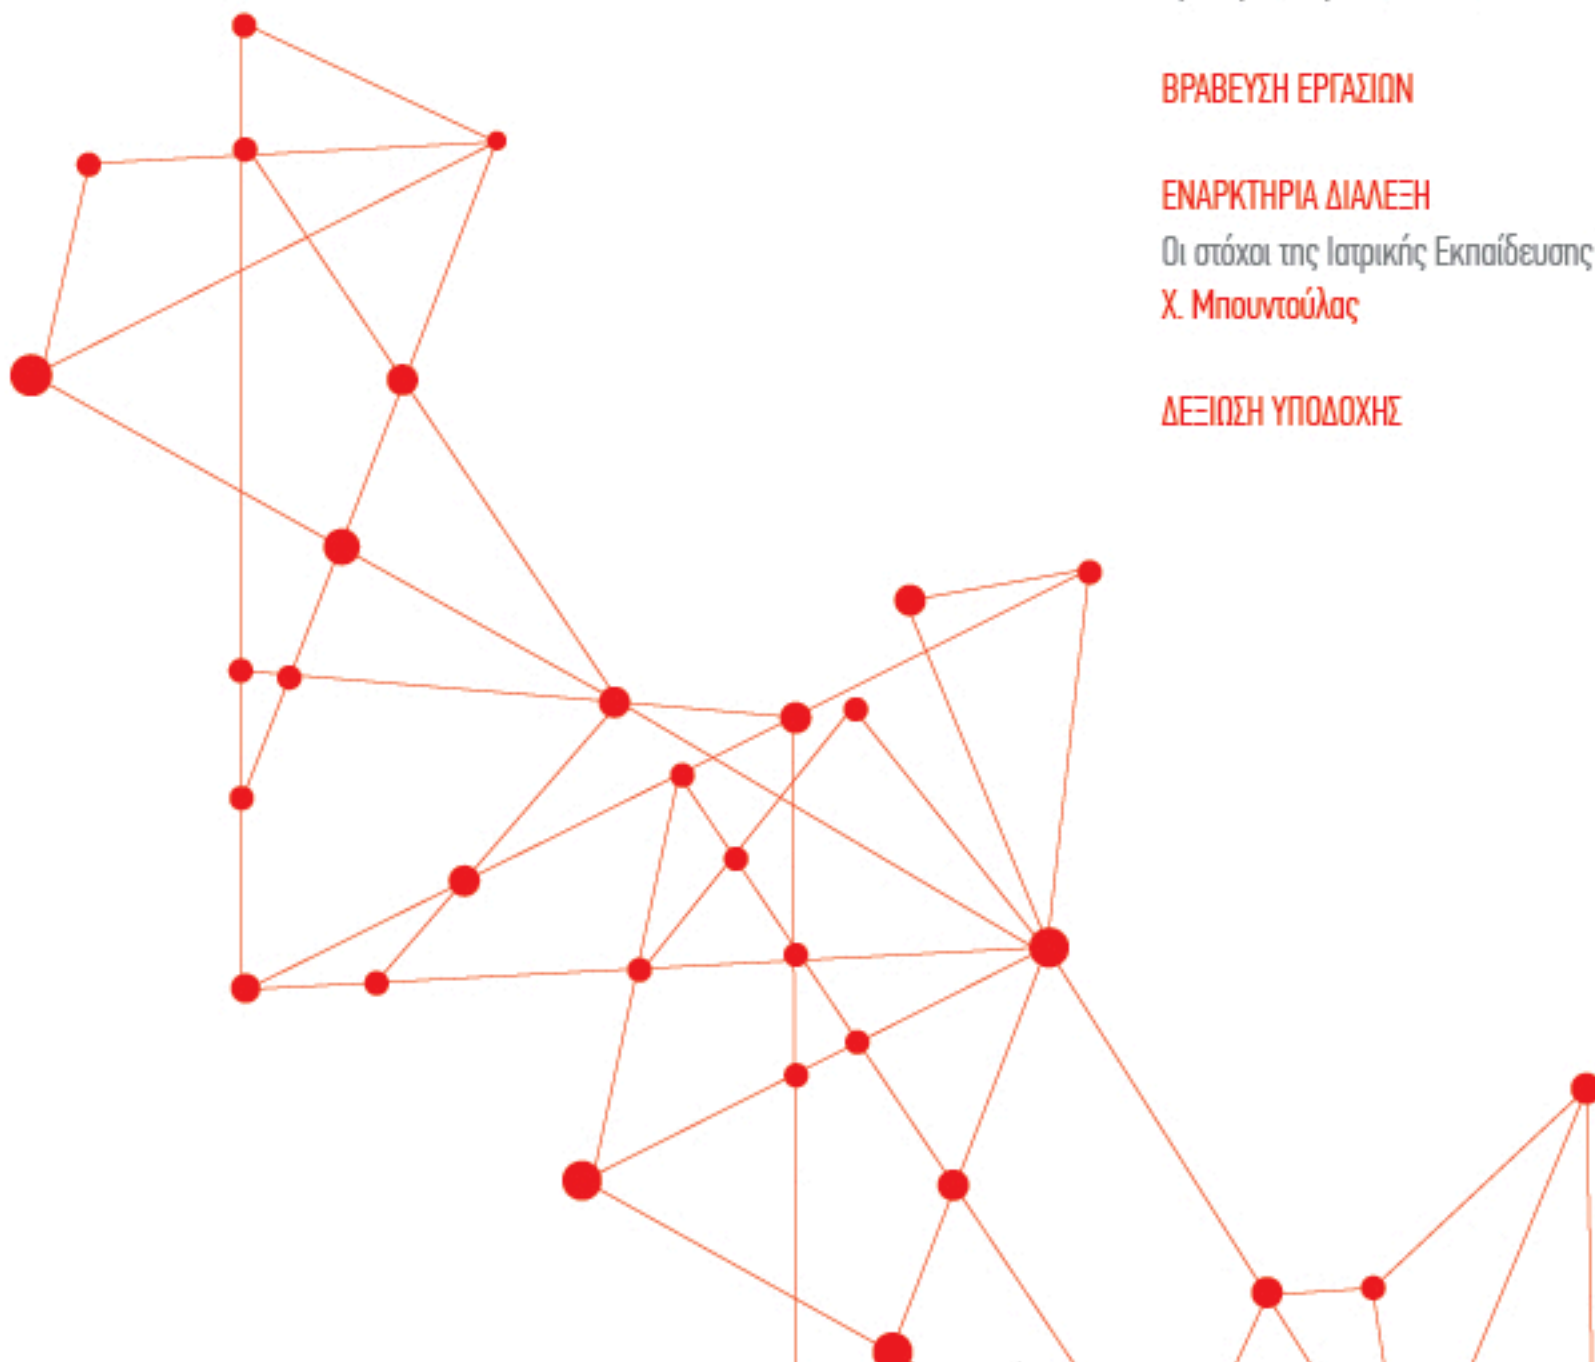 ΒΡΑΒΕΥΣΗ ΕΡΓΑΣΙΩΝ
ΕΝΑΡΚΤΗΡΙΑ ΔΙΑΛΕΞΗ
Οι στόχοι της Ιατρικής Εκπαίδευσης
Χ. Μπουντούλας
ΔΕΞΙΩΣΗ ΥΠΟΔΟΧΗΣ